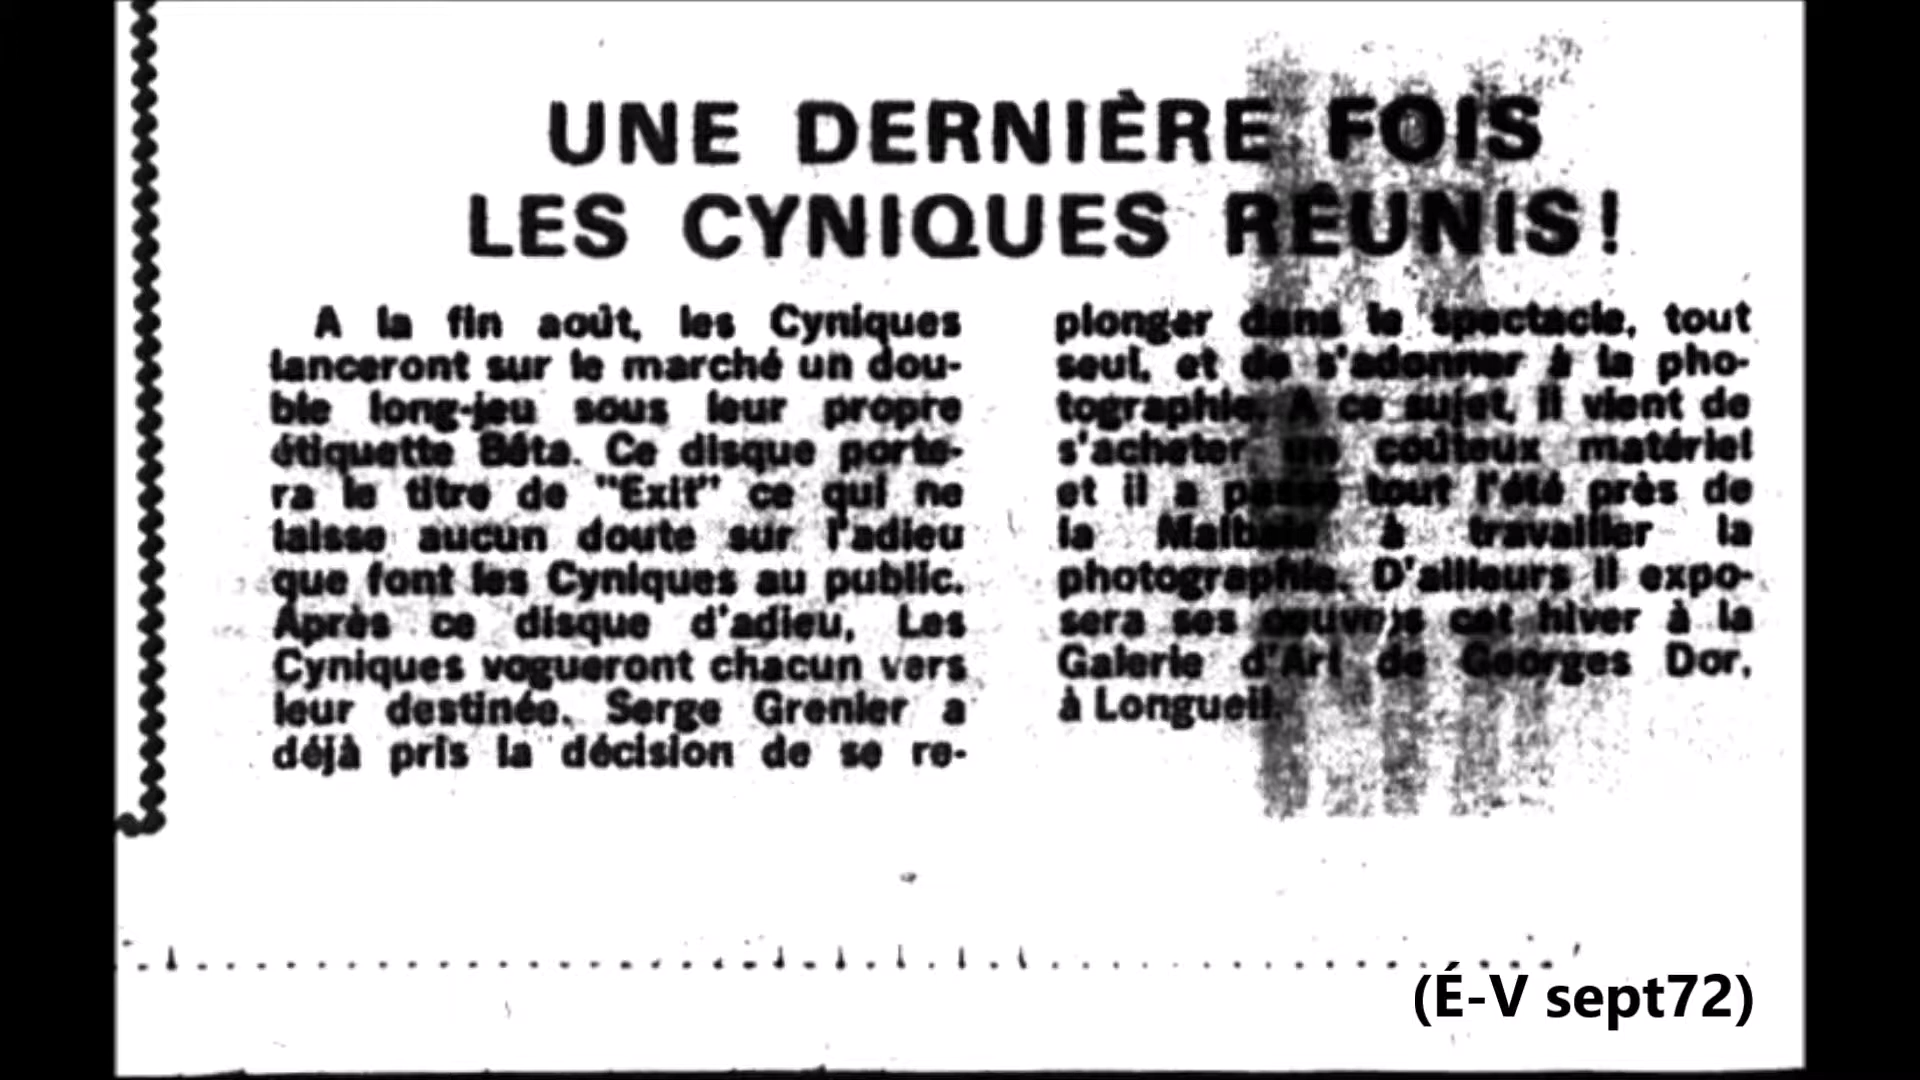 UNE DERNIÈRE FOIS
LES CYNIQUES RÉUNIS!
A la fin août, les Cyniques
lanceront sur le marché un dou-
ble long-jeu sous leur propre
étiquette Béta. Ce disque porte-
ra le titre de "Exit" ce qui ne
laisse aucun doute sur l'adieu
que font les Cyniques au public.
Après ce disque d'adieu, Les
Cyniques vogueront chacun vers
leur destinée. Serge Grenier a
déjà pris la décision de se re-
plonger dans le spectacle, tout
seul, et de s'adonner à la pho-
tographie. A ce sujet, il vient de
s'acheter un coûteux matériel
et il a passé tout l'été près de
la Malbaie à travailler la
photographie. D'ailleurs il expo-
sera ses oeuvres cet hiver à la
Galerie d'Art de Georges Dor,
à Longueil.
(É-V sept72)